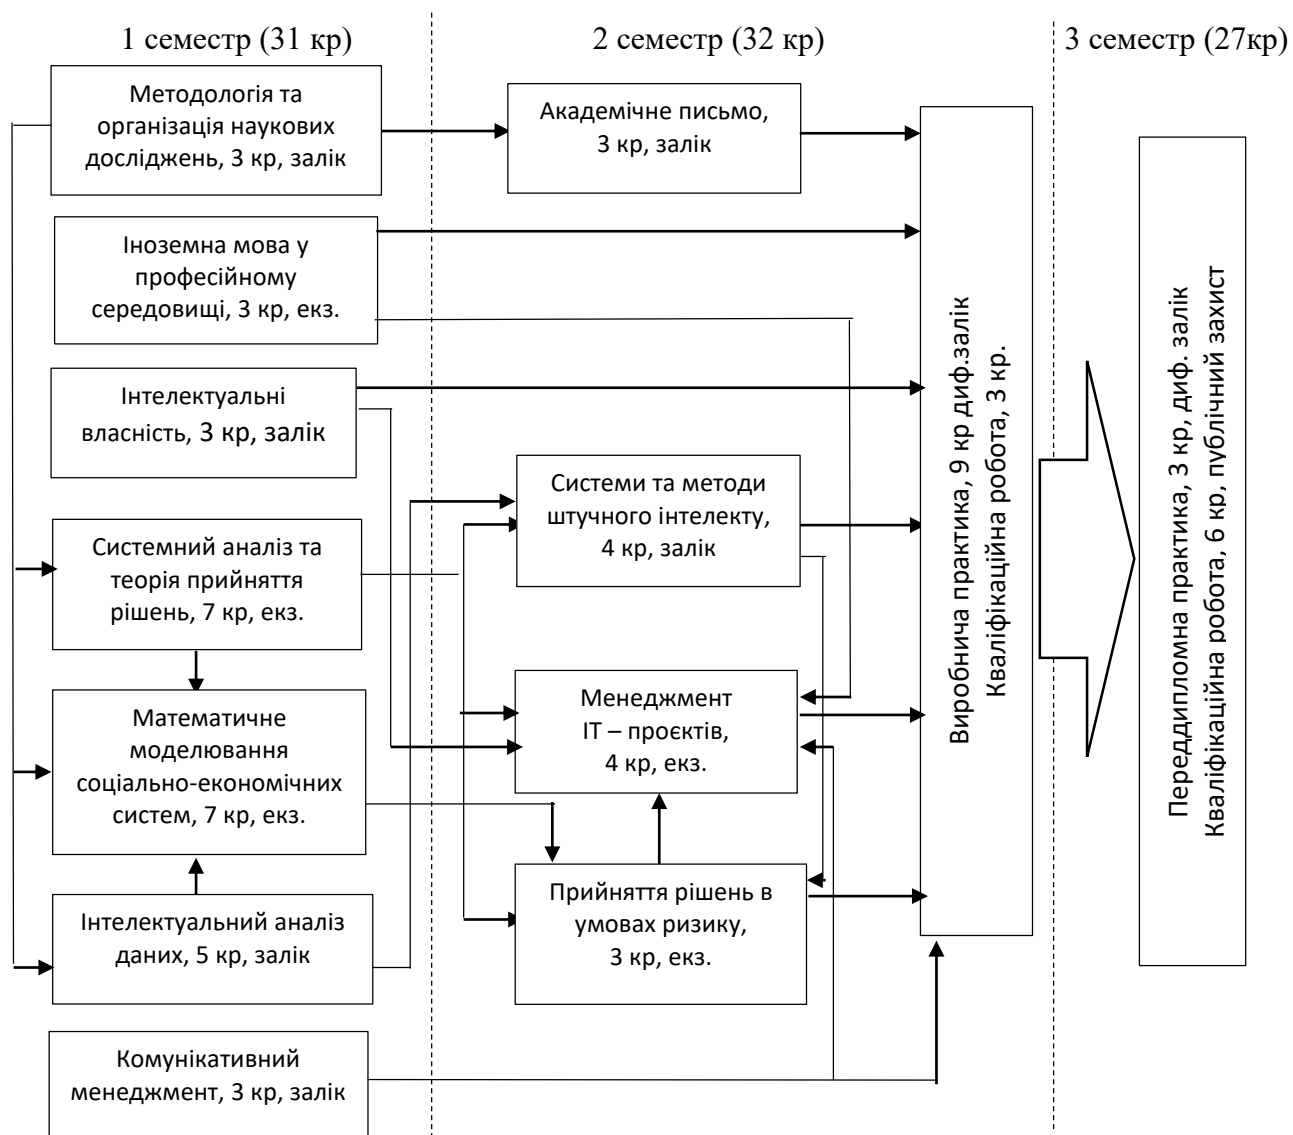 1 семестр (31 кр)
2 семестр (32 кр)
3 семестр (27кр)
Методологія та
організація наукових
досліджень, 3 кр, залік
Академічне письмо,
3 кр, залік
Іноземна мова у
професійному
середовищі, 3 кр, екз.
Інтелектуальні
власність, 3 кр, залік
Системи та методи
штучного інтелекту,
4 кр, залік
Системний аналіз та
теорія прийняття
рішень, 7 кр, екз.
Математичне
моделювання
соціально-економічних
систем, 7 кр, екз.
Менеджмент
ІТ – проєктів,
4 кр, екз.
Інтелектуальний аналіз
даних, 5 кр, залік
Прийняття рішень в
умовах ризику,
3 кр, екз.
Комунікативний
менеджмент, 3 кр, залік
Виробнича практика, 9 кр диф.залік
Кваліфікаційна робота, 3 кр.
Переддипломна практика, 3 кр, диф. залік
Кваліфікаційна робота, 6 кр, публічний захист